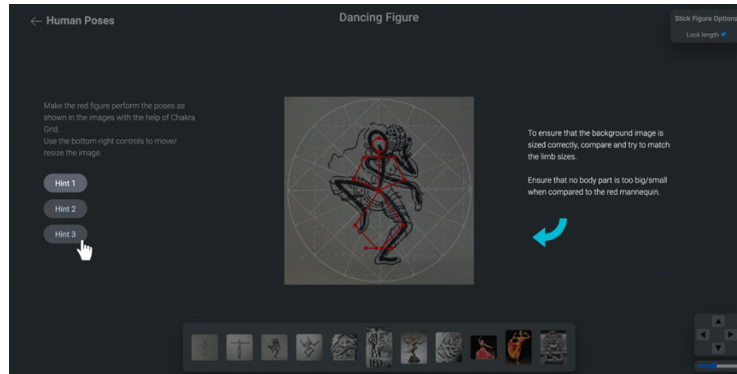 ← Human Poses
Dancing Figure
Stick Figure Options
Lock length
Make the red figure perform the poses as
shown in the images with the help of Chakra
Grid.
Use the bottom right controls to move/
resize the image.
Hint 1
Hint 2
Hint 3
To ensure that the background image is
sized correctly, compare and try to match
the limb sizes.
Ensure that no body part is too big/small
when compared to the red mannequin.